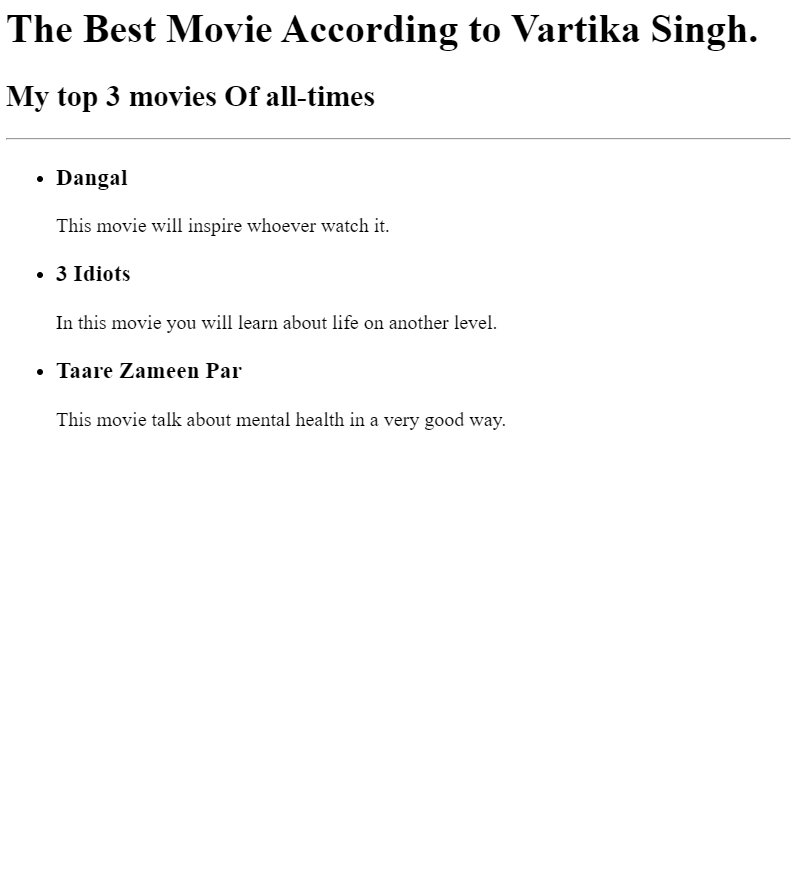 The Best Movie According to Vartika Singh.
My top 3 movies Of all-times
Dangal
This movie will inspire whoever watch it.
3 Idiots
In this movie you will learn about life on another level.
Taare Zameen Par
This movie talk about mental health in a very good way.